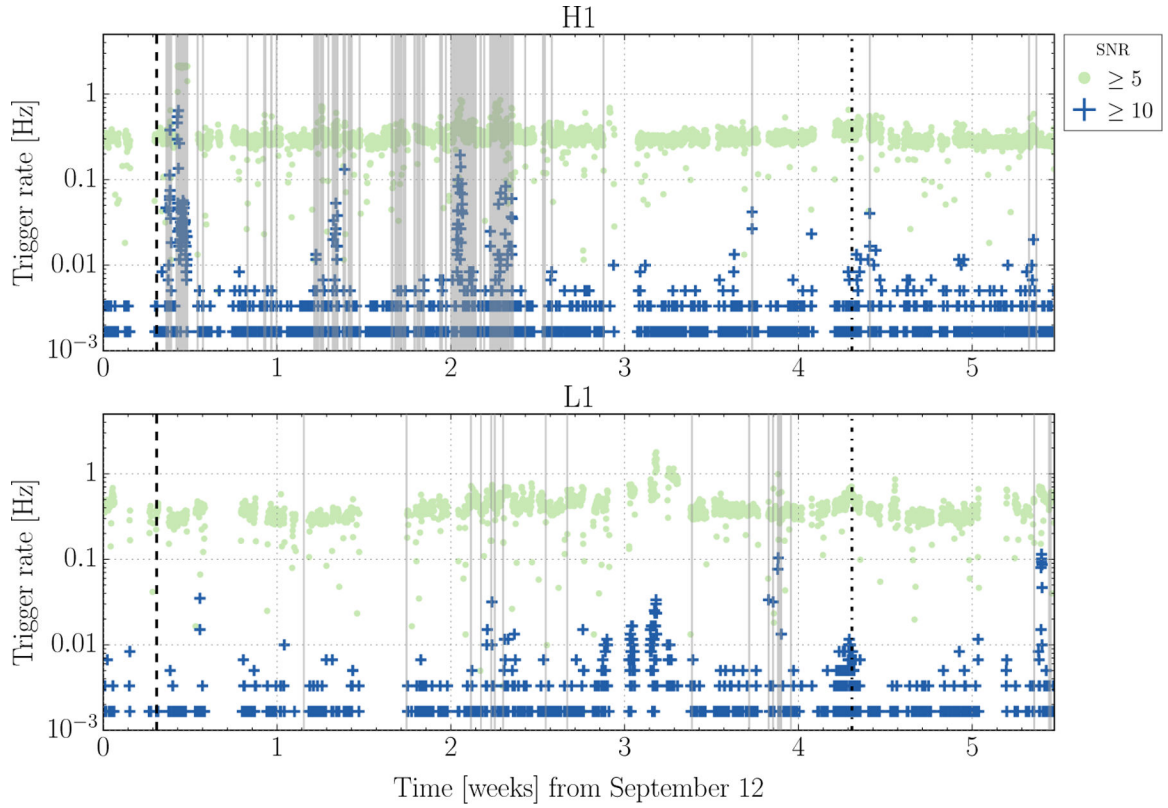 H1
SNR
≥ 5
≥ 10
Trigger rate [Hz]
1
0.1
0.01
10⁻³
0 1 2 3 4 5
L1
Trigger rate [Hz]
1
0.1
0.01
10⁻³
0 1 2 3 4 5
Time [weeks] from September 12